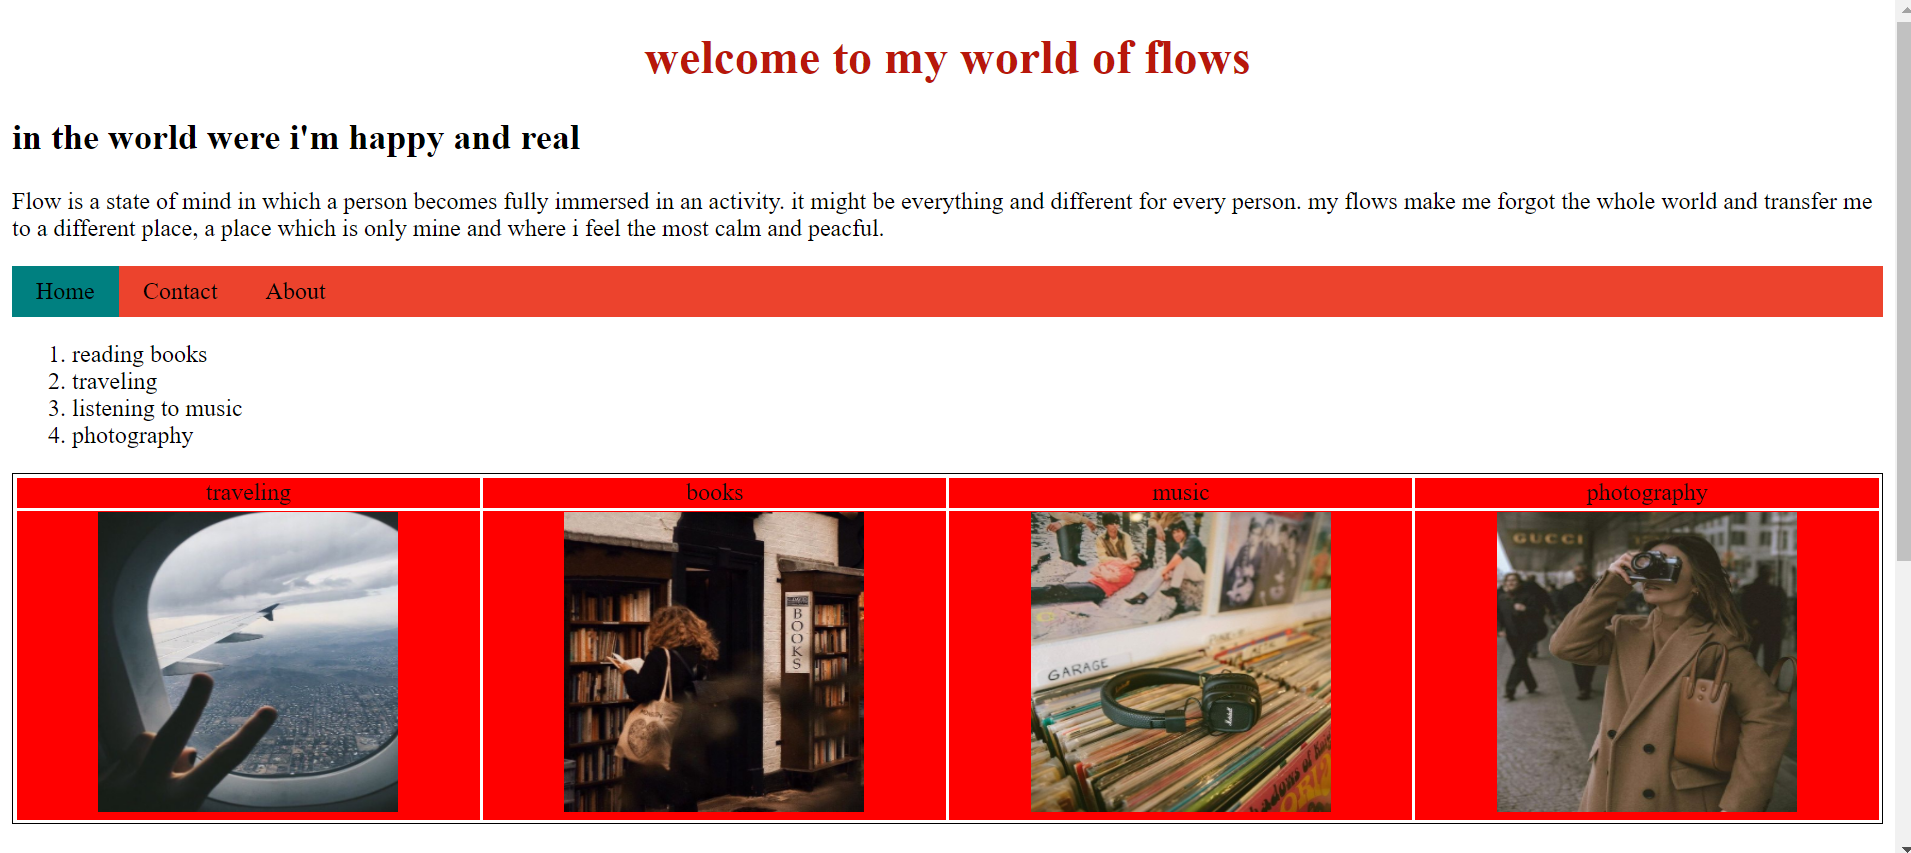 welcome to my world of flows
in the world were i'm happy and real
Flow is a state of mind in which a person becomes fully immersed in an activity. it might be everything and different for every person. my flows make me forgot the whole world and transfer me
to a different place, a place which is only mine and where i feel the most calm and peacful.
Home Contact About
1. reading books
2. traveling
3. listening to music
4. photography
traveling books music photography
BOOKS
GARAGE
GUCCI